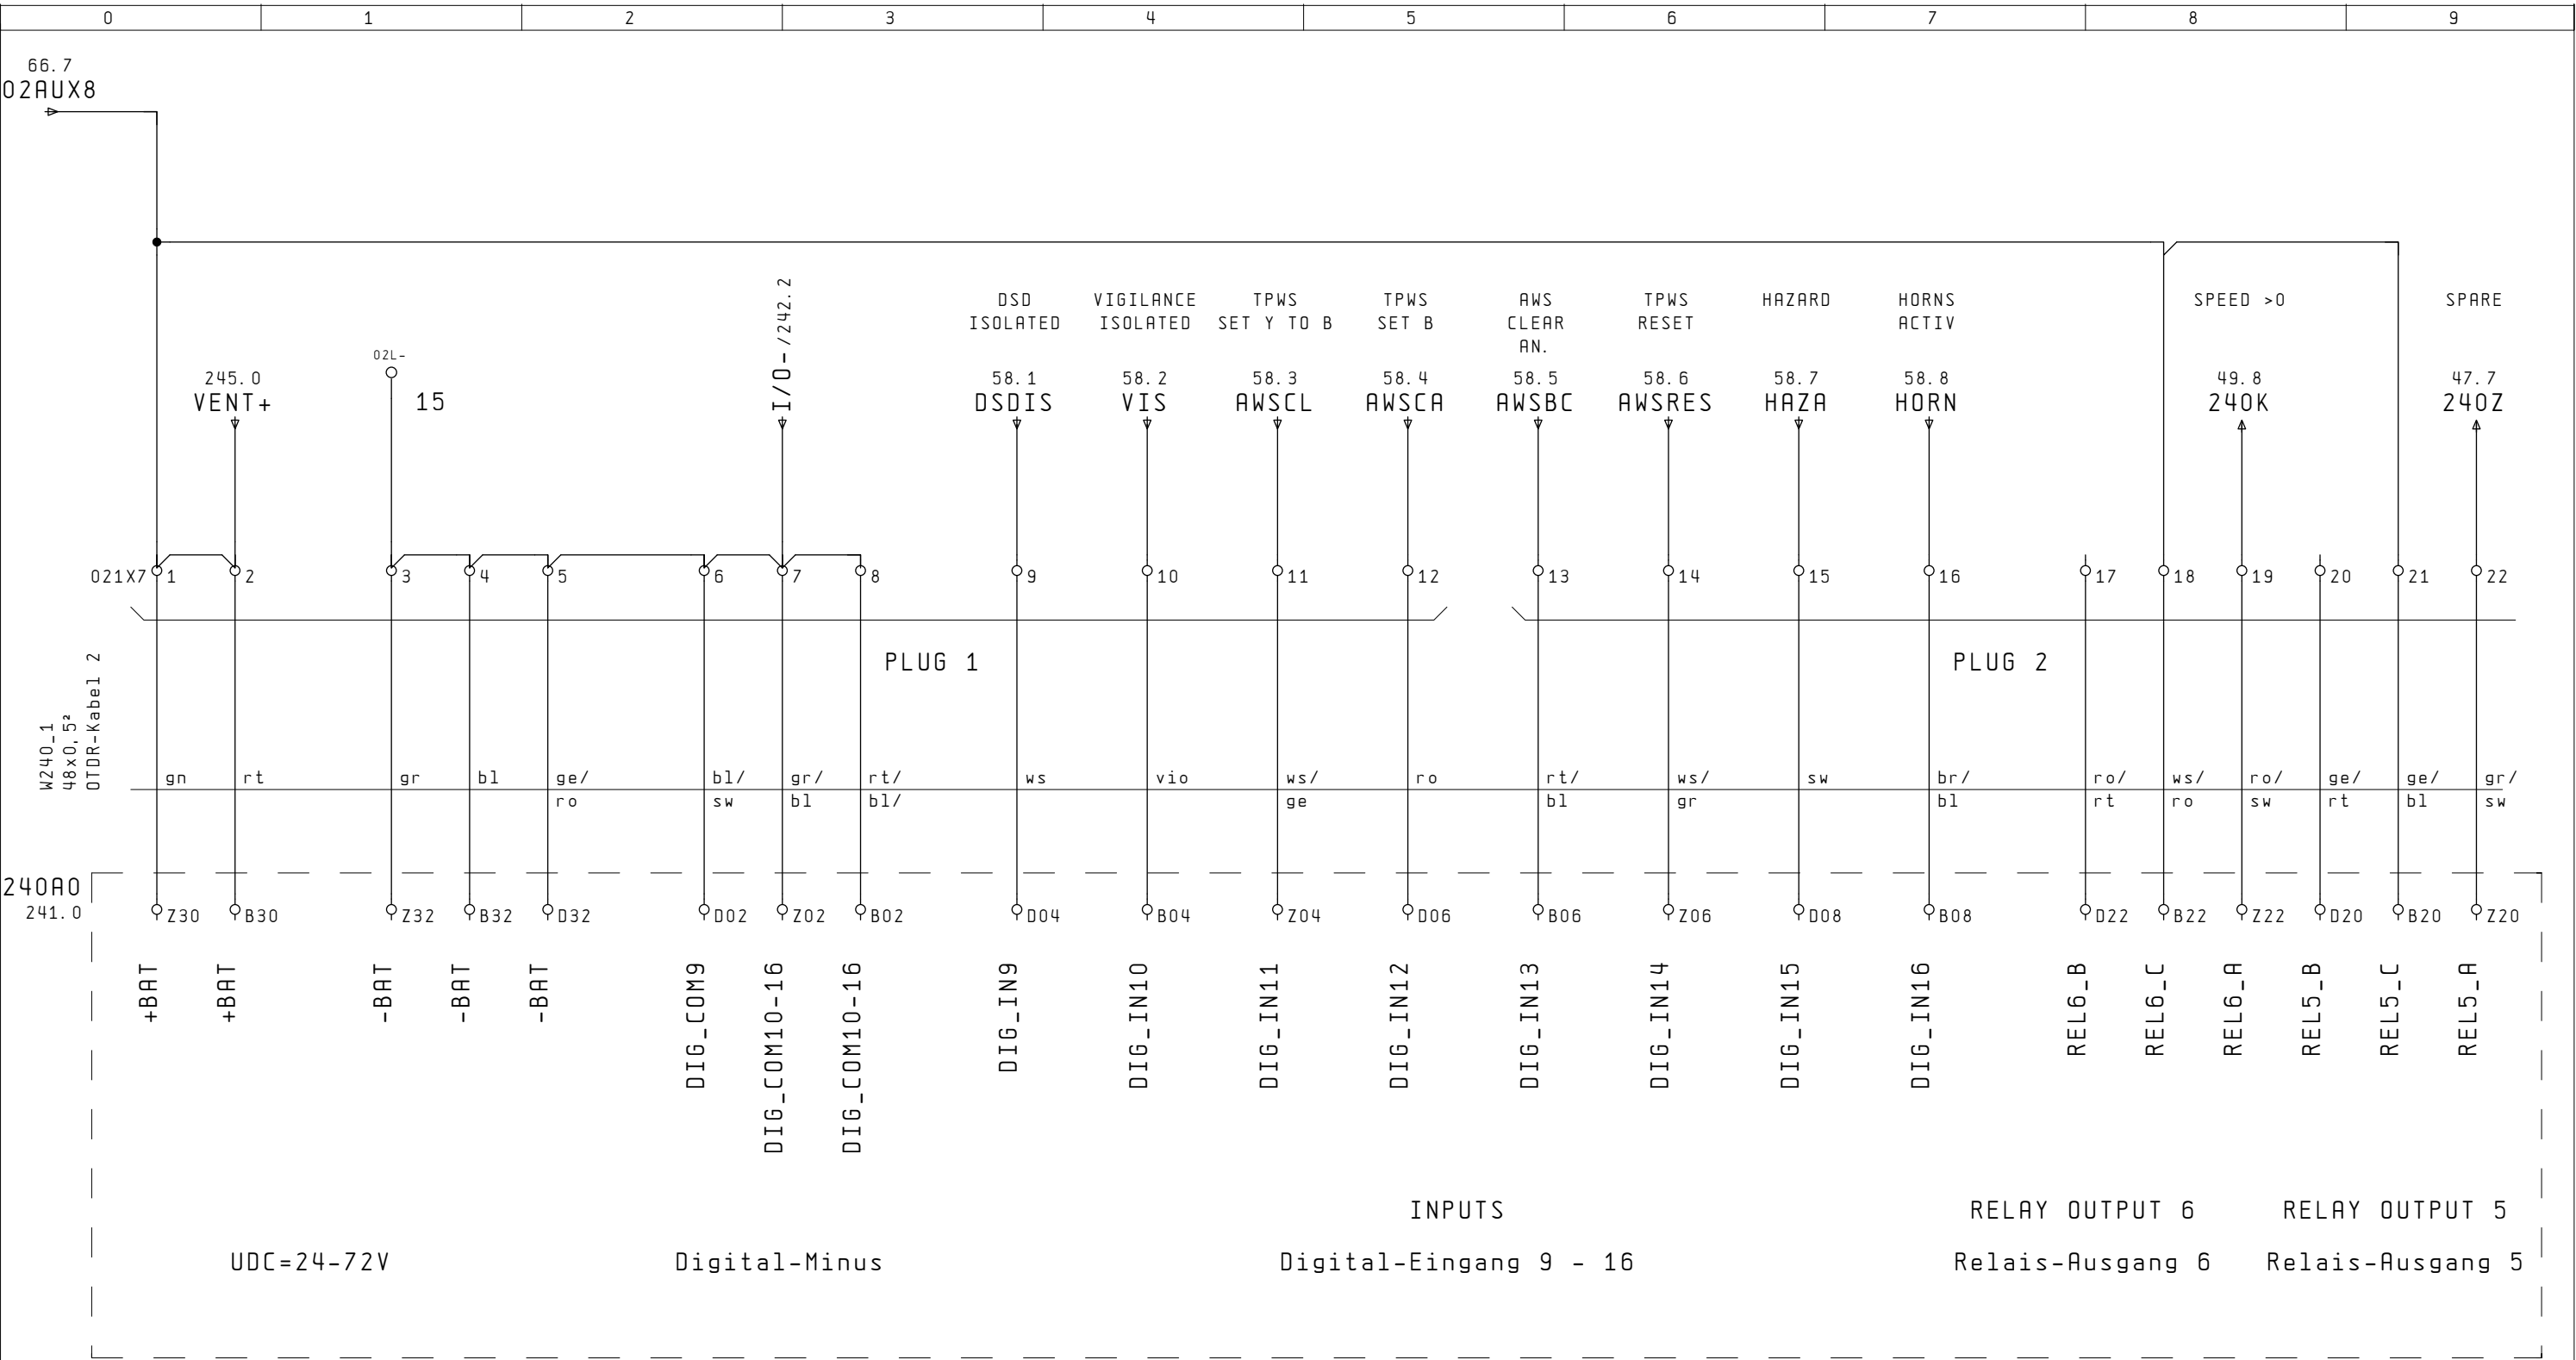 0 1 2 3 4 5 6 7 8 9
66.7
02AUX8
I/O-/242.2
DSD
ISOLATED
VIGILANCE
ISOLATED
TPWS
SET Y TO B
TPWS
SET B
AWS
CLEAR
AN.
TPWS
RESET
HAZARD
HORNS
ACTIV
SPEED >0
SPARE
245.0
VENT+
02L-
15
58.1
DSDIS
58.2
VIS
58.3
AWSCL
58.4
AWSCA
58.5
AWSBC
58.6
AWSRES
58.7
HAZA
58.8
HORN
49.8
240K
47.7
240Z
021X7 1 2 3 4 5 6 7 8 9 10 11 12 13 14 15 16 17 18 19 20 21 22
PLUG 1
PLUG 2
W240_1
48x0,5²
OTDR-Kabel 2
gn rt gr bl ge/ bl/ gr/ rt/ ws vio ws/ ro rt/ ws/ sw br/ ro/ ws/ ro/ ge/ ge/ gr/
ro sw bl bl/ ge bl gr bl rt ro sw rt bl sw
240A0
241.0
Z30 B30 Z32 B32 D32 D02 Z02 B02 D04 B04 Z04 D06 B06 Z06 D08 B08 D22 B22 Z22 D20 B20 Z20
+BAT
+BAT
-BAT
-BAT
-BAT
DIG_COM9
DIG_COM10-16
DIG_COM10-16
DIG_IN9
DIG_IN10
DIG_IN11
DIG_IN12
DIG_IN13
DIG_IN14
DIG_IN15
DIG_IN16
REL6_B
REL6_C
REL6_A
REL5_B
REL5_C
REL5_A
INPUTS
RELAY OUTPUT 6
RELAY OUTPUT 5
UDC=24-72V
Digital-Minus
Digital-Eingang 9 - 16
Relais-Ausgang 6
Relais-Ausgang 5